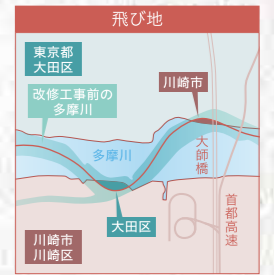 飛び地
東京都
大田区
川崎市
改修工事前の
多摩川
多摩川
大師橋
大田区
首都高速
川崎市
川崎区